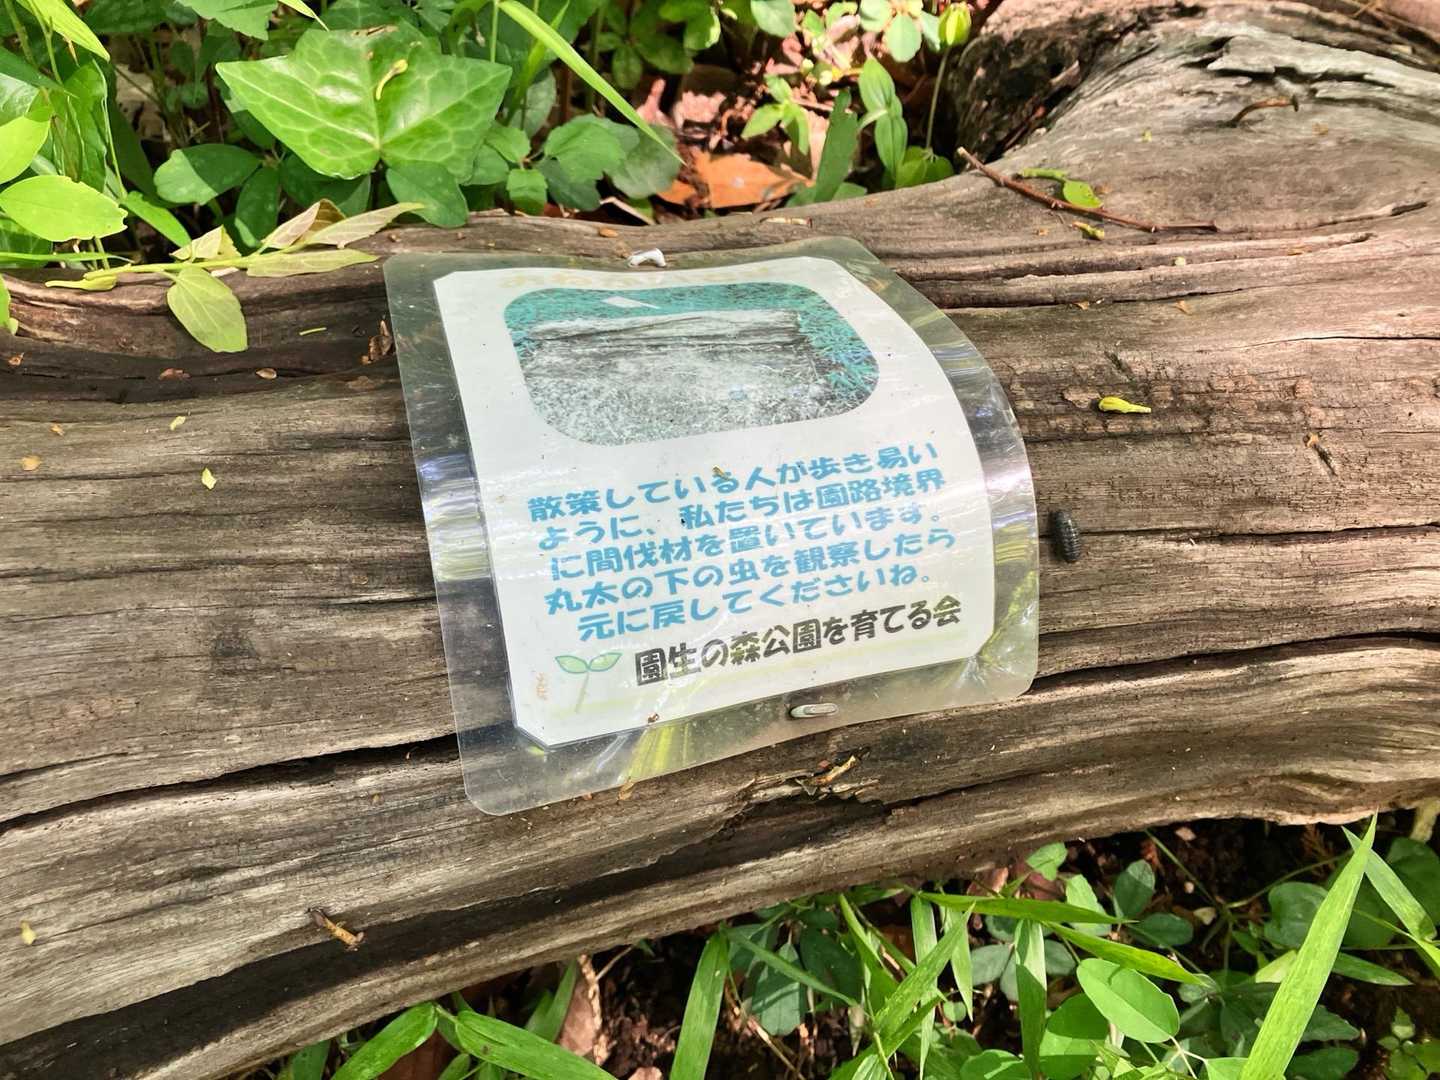 散策している人が歩き易い
ように、私たちは園路境界
に間伐材を置いています。
丸太の下の虫を観察したら
元に戻してくださいね。
園生の森公園を育てる会